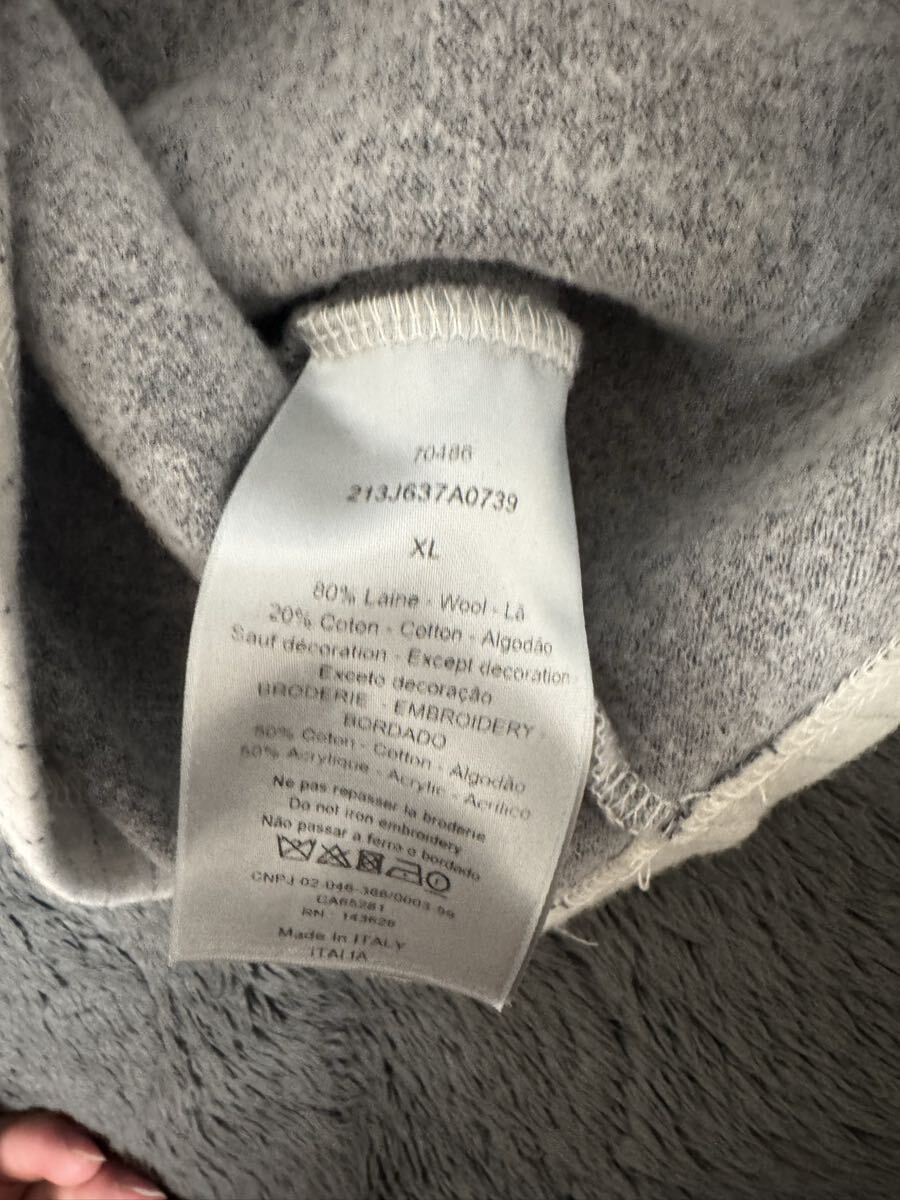 70486
213J637A0739
XL
80% Laine - Wool - Lã
20% Coton - Cotton - Algodão
Sauf décoration - Except decoration
Exceto decoração
BRODERIE - EMBROIDERY -
BORDADO
50% Coton - Cotton - Algodão
50% Acrylique - Acrylic - Acrílico
Ne pas repasser la broderie
Do not iron embroidery
Não passar a ferro o bordado
CNPJ 02-046-386/0003-99
CA65281
RN - 143628
Made in ITALY
ITALIA